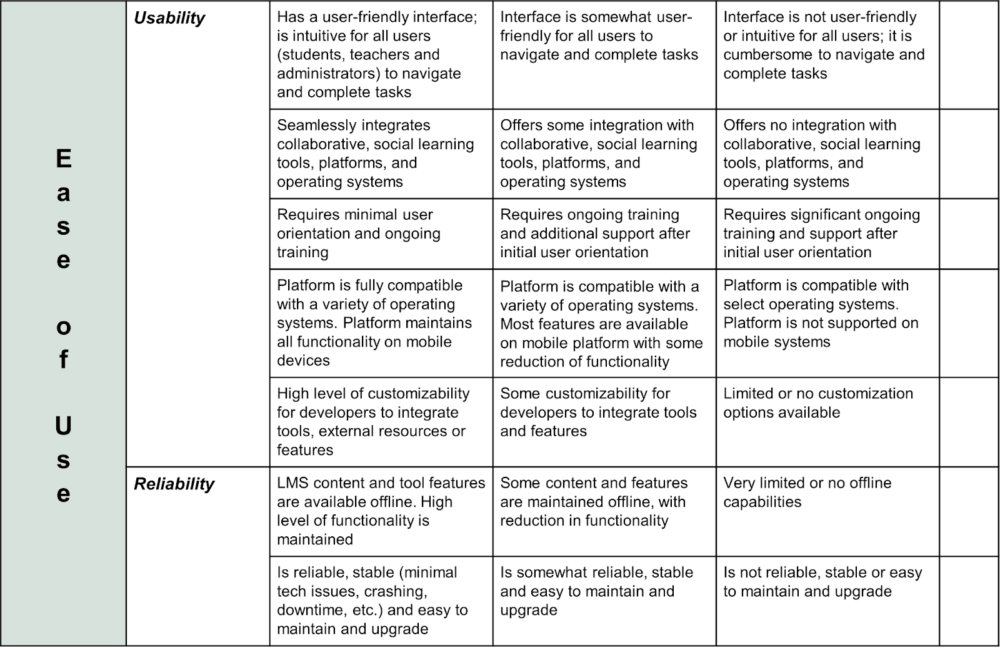 Ease of Use
Usability
Has a user-friendly interface;
is intuitive for all users
(students, teachers and
administrators) to navigate
and complete tasks
Interface is somewhat user-
friendly for all users to
navigate and complete tasks
Interface is not user-friendly
or intuitive for all users; it is
cumbersome to navigate and
complete tasks
Seamlessly integrates
collaborative, social learning
tools, platforms, and
operating systems
Offers some integration with
collaborative, social learning
tools, platforms, and
operating systems
Offers no integration with
collaborative, social learning
tools, platforms, and
operating systems
Requires minimal user
orientation and ongoing
training
Requires ongoing training
and additional support after
initial user orientation
Requires significant ongoing
training and support after
initial user orientation
Platform is fully compatible
with a variety of operating
systems. Platform maintains
all functionality on mobile
devices
Platform is compatible with a
variety of operating systems.
Most features are available
on mobile platform with some
reduction of functionality
Platform is compatible with
select operating systems.
Platform is not supported on
mobile systems
High level of customizability
for developers to integrate
tools, external resources or
features
Some customizability for
developers to integrate tools
and features
Limited or no customization
options available
Reliability
LMS content and tool features
are available offline. High
level of functionality is
maintained
Some content and features
are maintained offline, with
reduction in functionality
Very limited or no offline
capabilities
Is reliable, stable (minimal
tech issues, crashing,
downtime, etc.) and easy to
maintain and upgrade
Is somewhat reliable, stable
and easy to maintain and
upgrade
Is not reliable, stable or easy
to maintain and upgrade